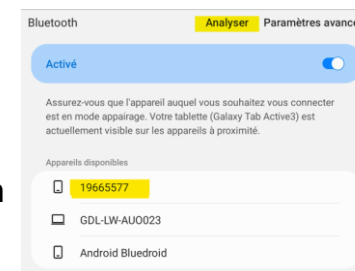 Bluetooth Analyser Paramètres avancé
Activé
Assurez-vous que l'appareil auquel vous souhaitez vous connecter
est en mode appairage. Votre tablette (Galaxy Tab Active3) est
actuellement visible sur les appareils à proximité.
Appareils disponibles
19665577
GDL-LW-AUO023
Android Bluedroid